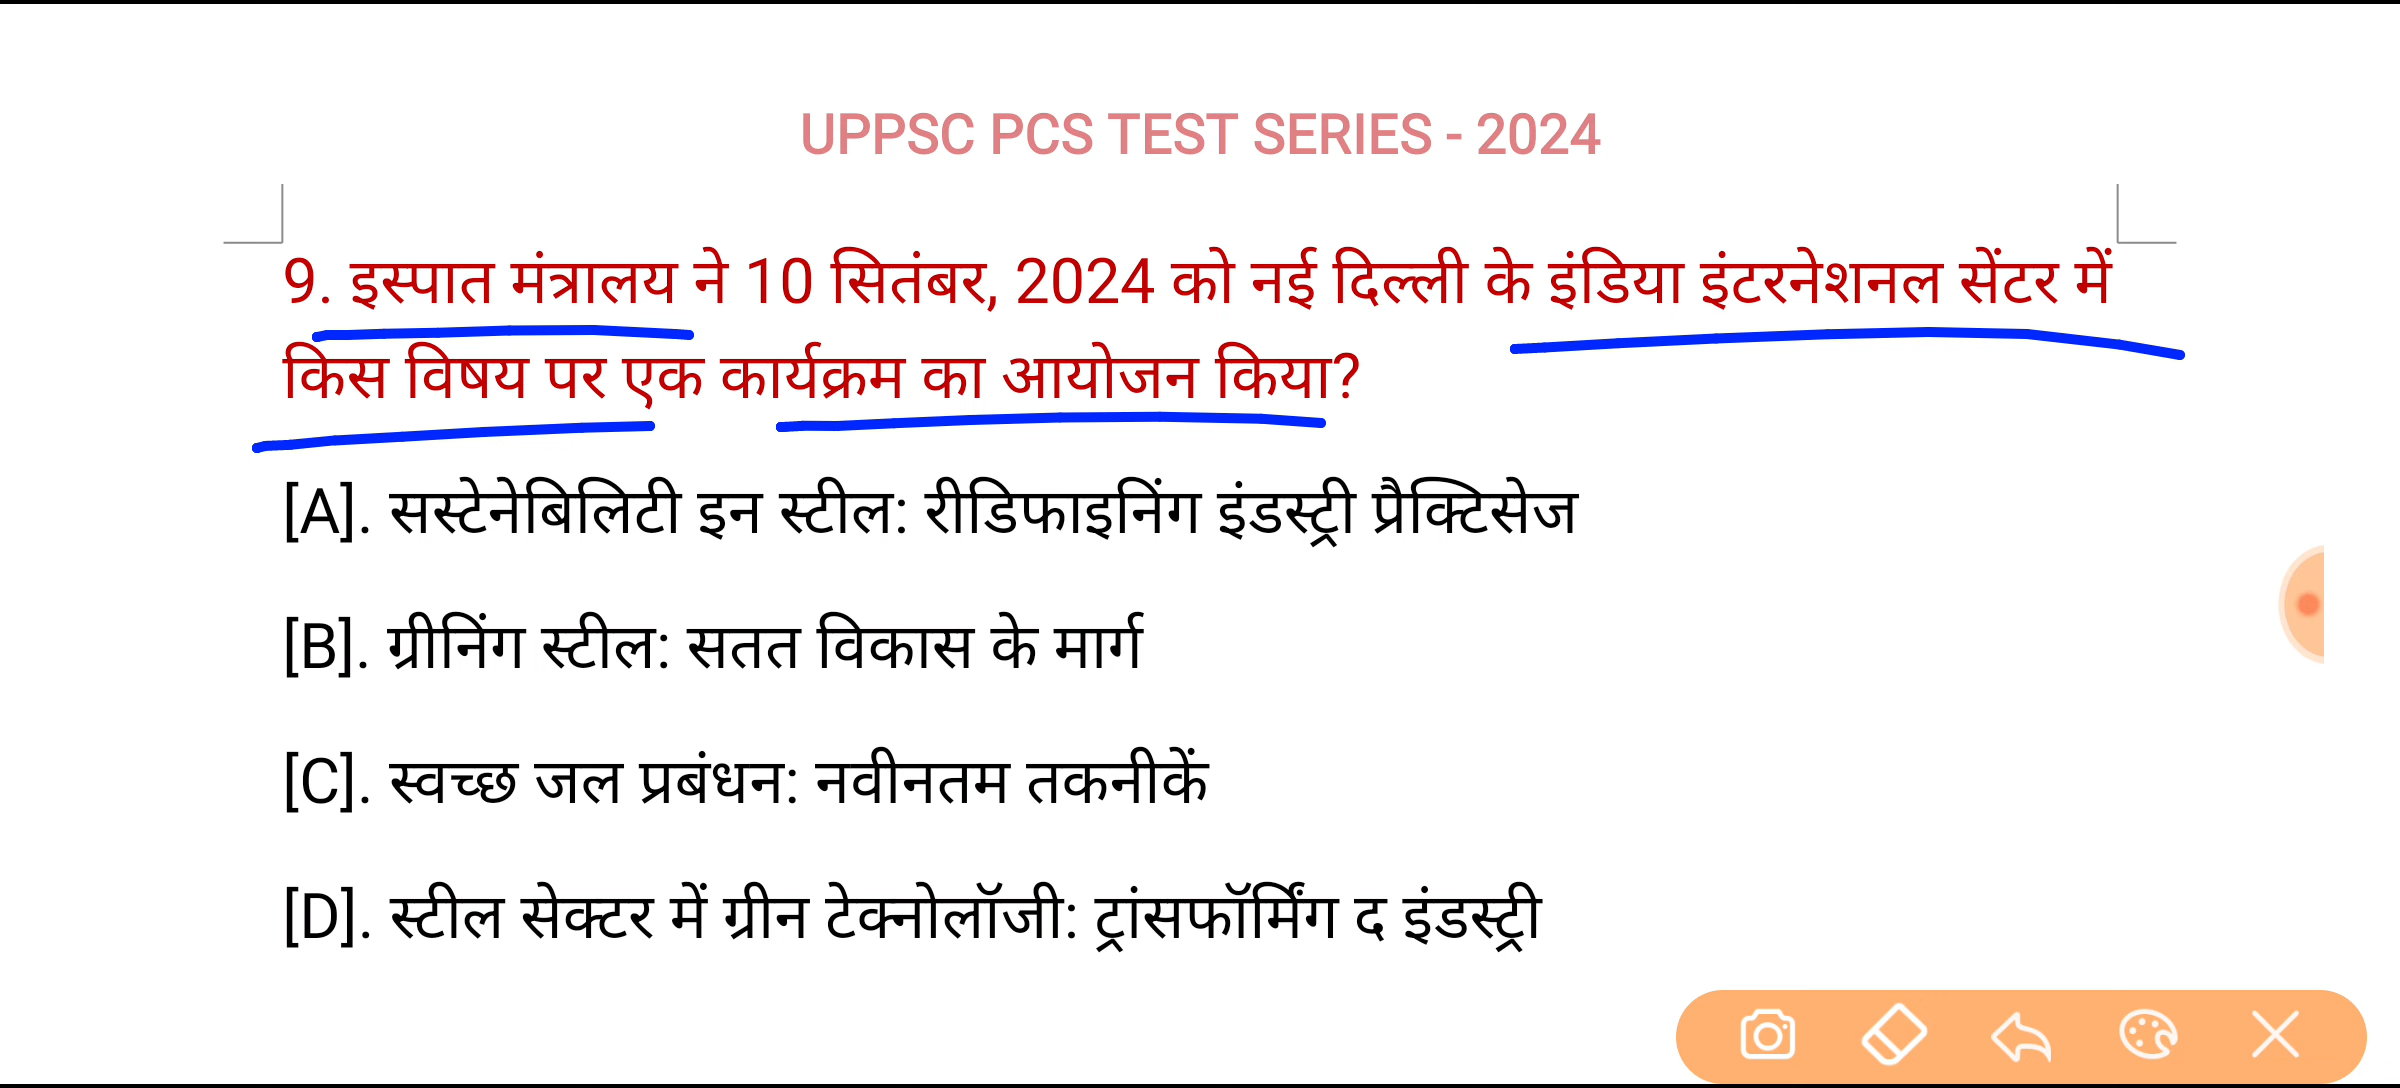 UPPSC PCS TEST SERIES - 2024
9. इस्पात मंत्रालय ने 10 सितंबर, 2024 को नई दिल्ली के इंडिया इंटरनेशनल सेंटर में
किस विषय पर एक कार्यक्रम का आयोजन किया?
[A]. सस्टेनेबिलिटी इन स्टील: रीडिफाइनिंग इंडस्ट्री प्रैक्टिसेज
[B]. ग्रीनिंग स्टील: सतत विकास के मार्ग
[C]. स्वच्छ जल प्रबंधन: नवीनतम तकनीकें
[D]. स्टील सेक्टर में ग्रीन टेक्नोलॉजी: ट्रांसफॉर्मिंग द इंडस्ट्री